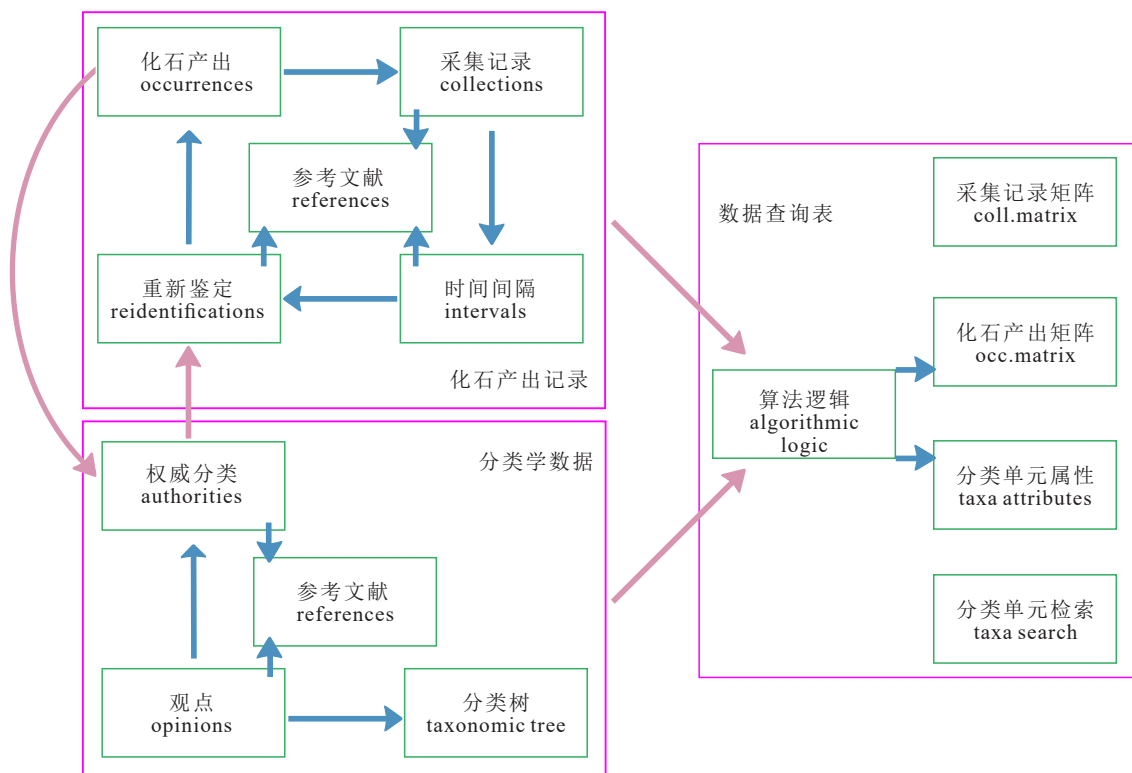 化石产出
occurrences
采集记录
collections
参考文献
references
重新鉴定
reidentifications
时间间隔
intervals
化石产出记录
权威分类
authorities
分类学数据
参考文献
references
观点
opinions
分类树
taxonomic tree
数据查询表
采集记录矩阵
coll.matrix
化石产出矩阵
occ.matrix
算法逻辑
algorithmic
logic
分类单元属性
taxa attributes
分类单元检索
taxa search